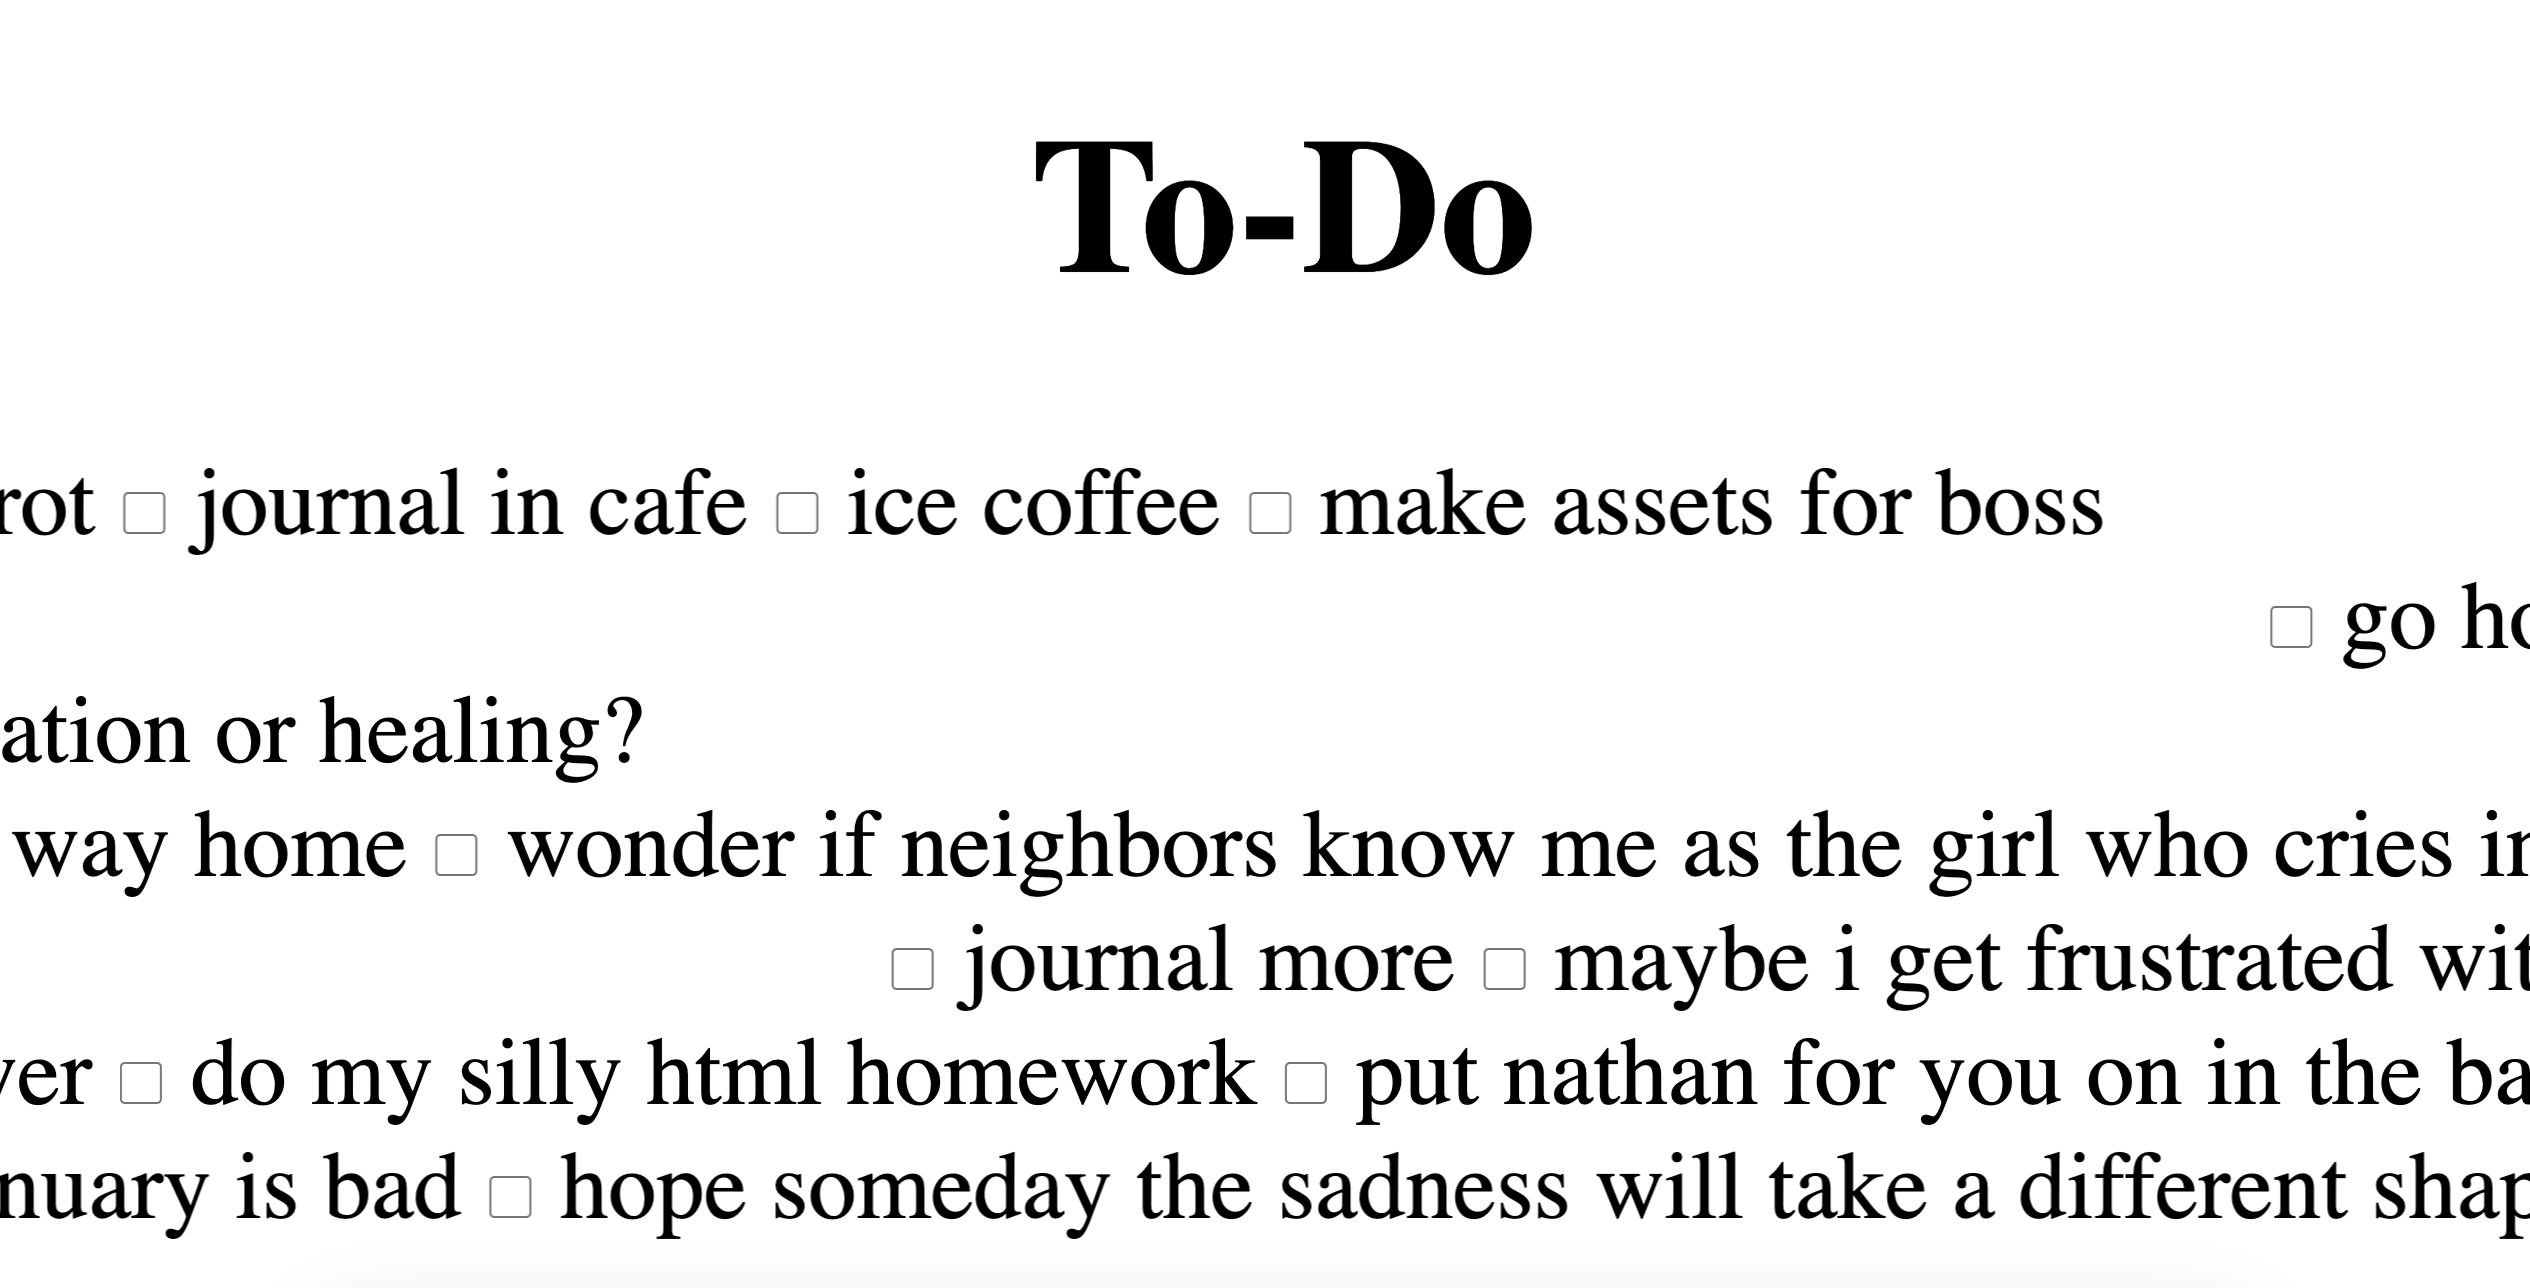 To-Do
rot ☐ journal in cafe ☐ ice coffee ☐ make assets for boss
☐ go ho
ation or healing?
way home ☐ wonder if neighbors know me as the girl who cries in
☐ journal more ☐ maybe i get frustrated wit
ver ☐ do my silly html homework ☐ put nathan for you on in the ba
nuary is bad ☐ hope someday the sadness will take a different shap